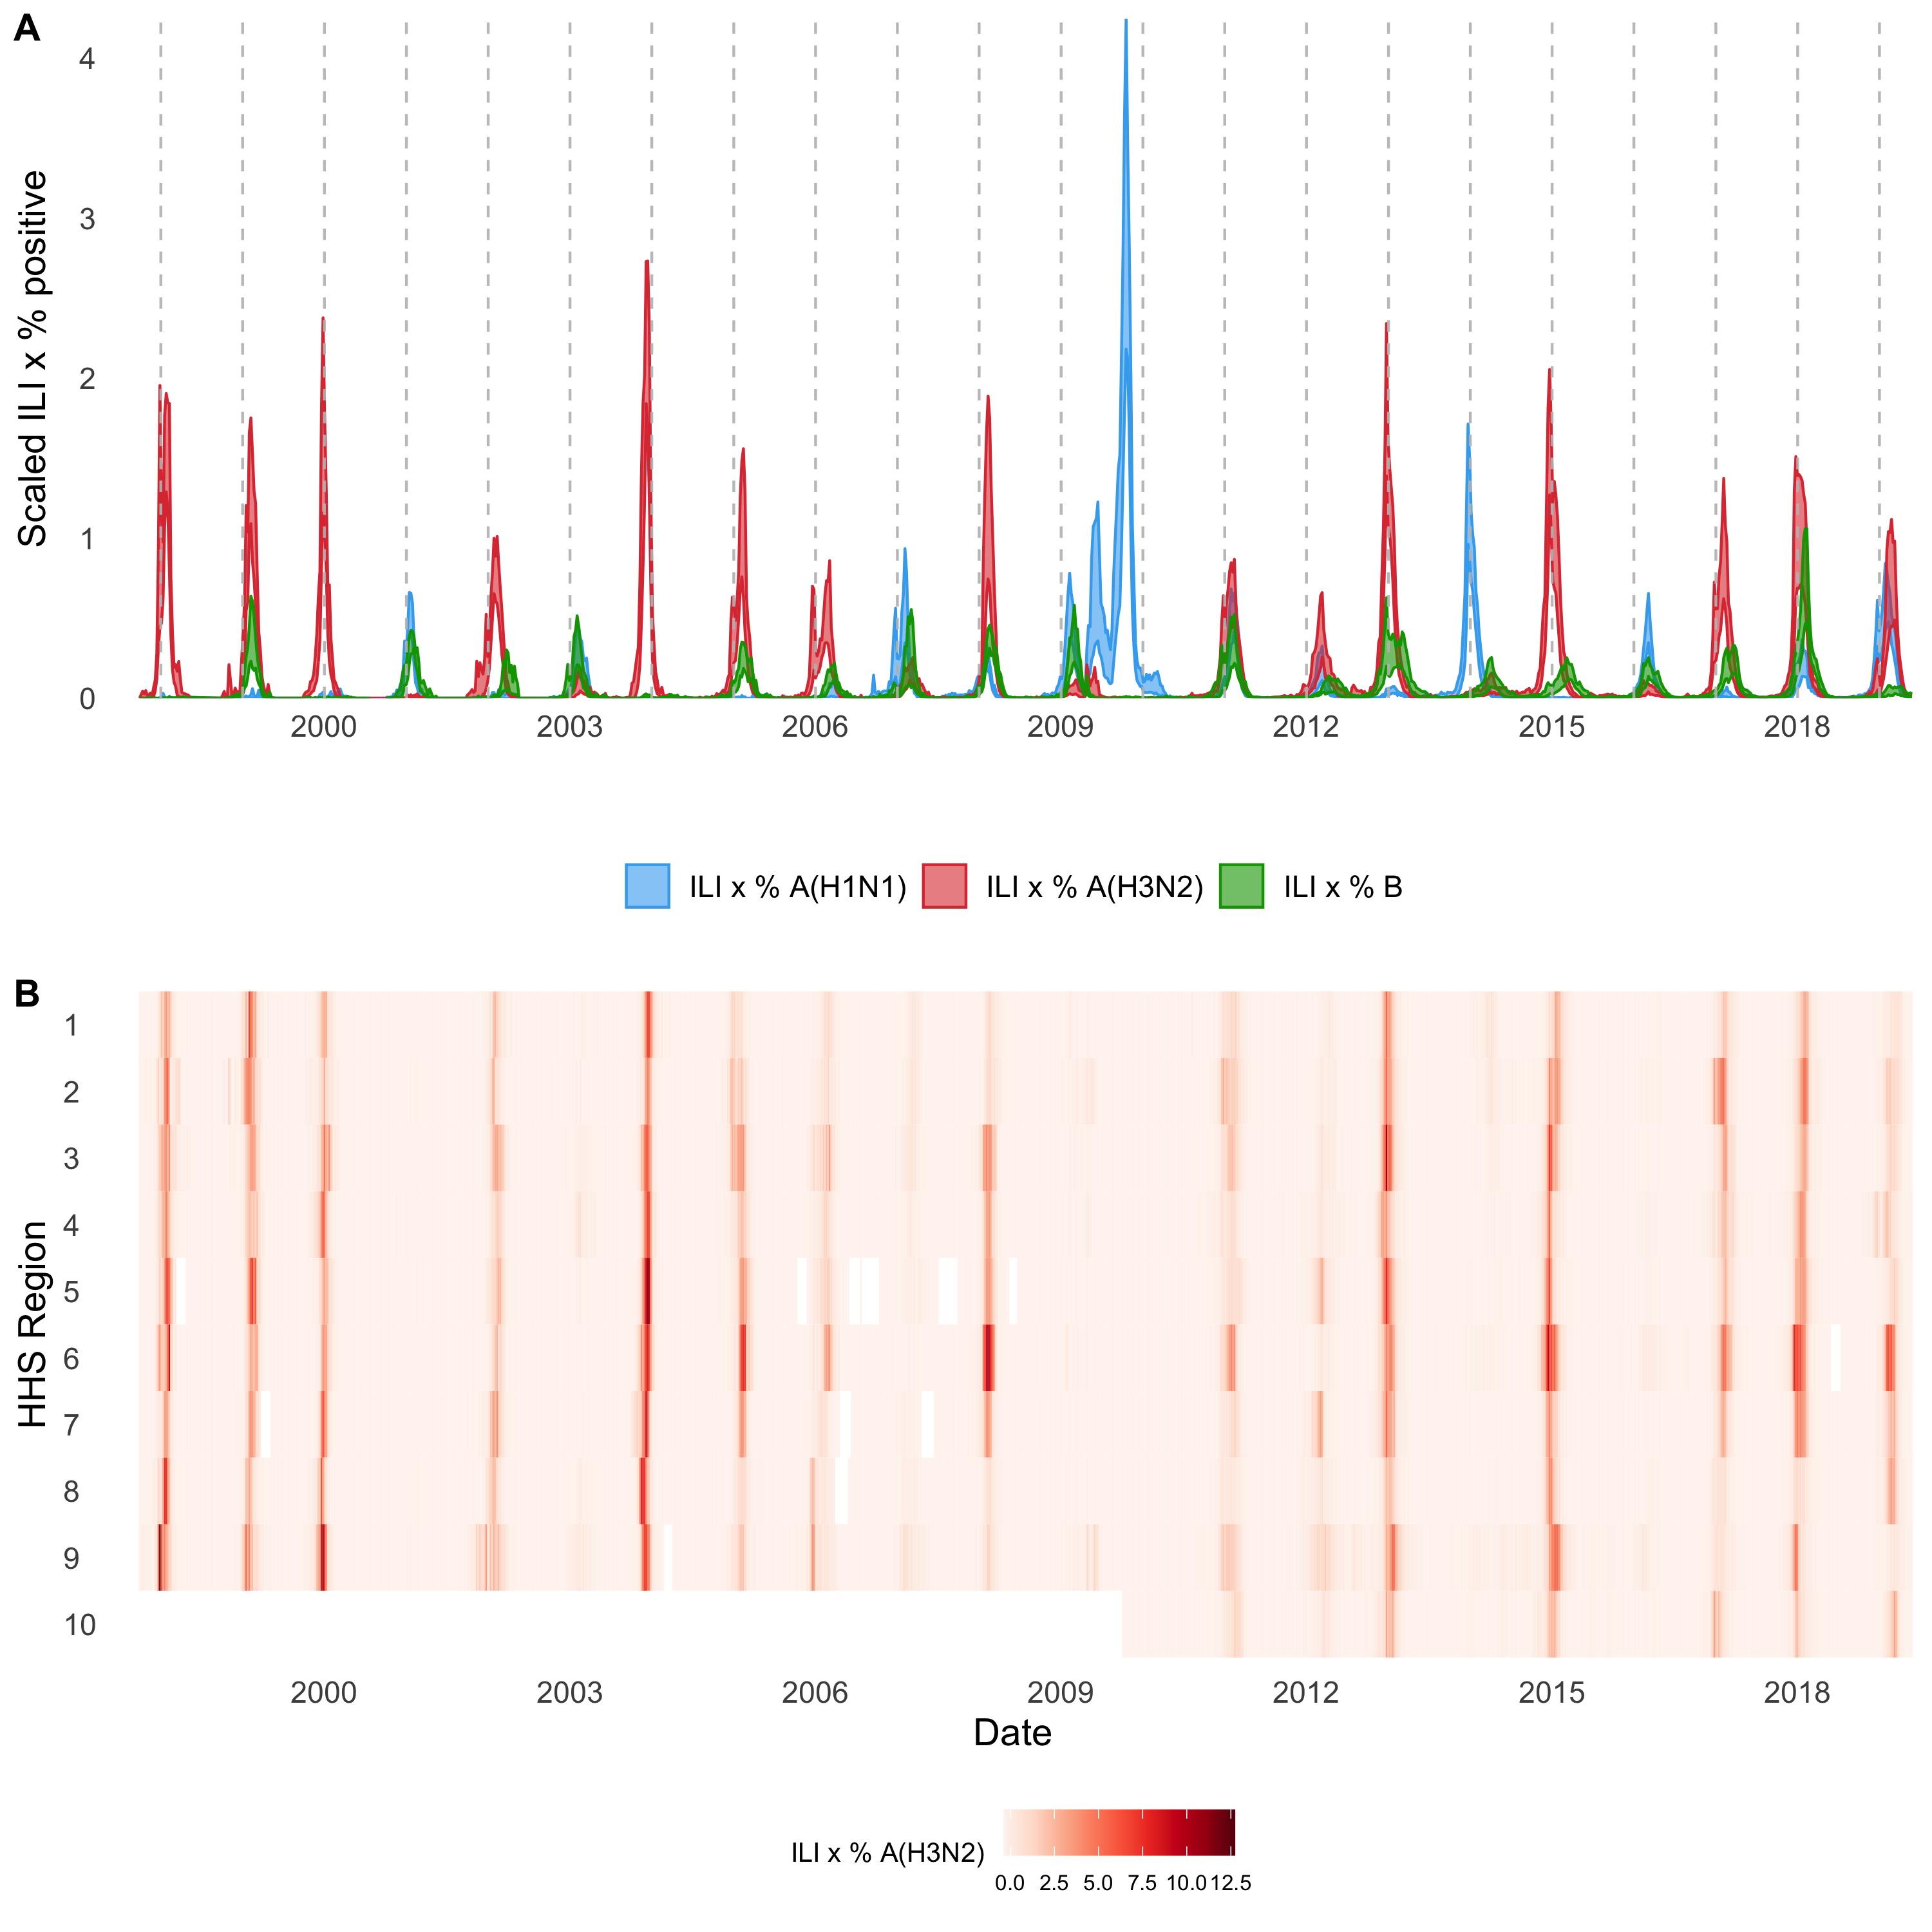 A
Scaled ILI x % positive
4
3
2
1
0
2000 2003 2006 2009 2012 2015 2018
ILI x % A(H1N1) ILI x % A(H3N2) ILI x % B
B
HHS Region
1
2
3
4
5
6
7
8
9
10
2000 2003 2006 2009 2012 2015 2018
Date
ILI x % A(H3N2)
0.0 2.5 5.0 7.5 10.0 12.5